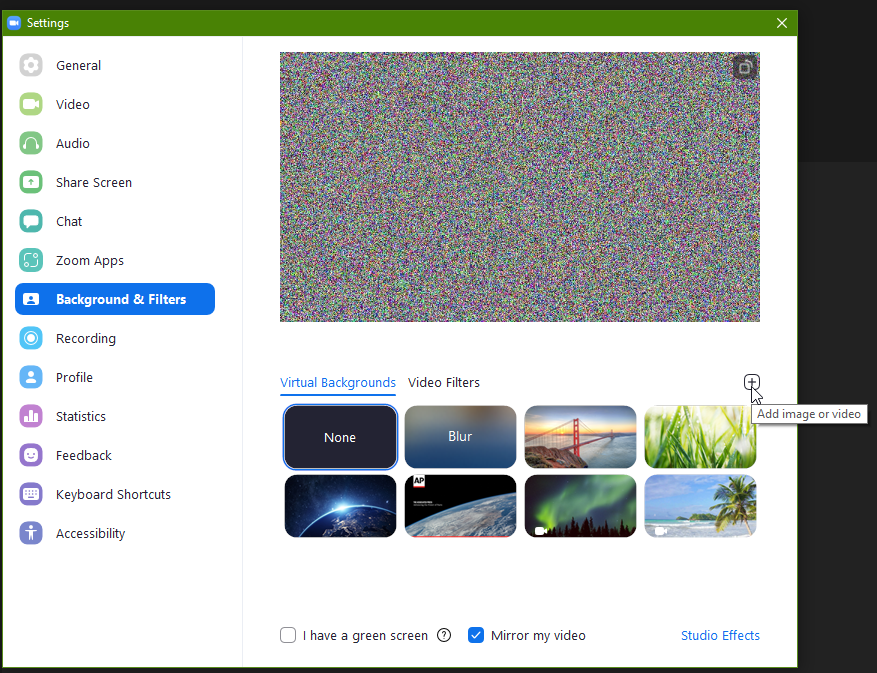 Settings
General
Video
Audio
Share Screen
Chat
Zoom Apps
Background & Filters
Recording
Profile
Statistics
Feedback
Keyboard Shortcuts
Accessibility
Virtual Backgrounds Video Filters
Add image or video
None
Blur
AP
I have a green screen ?
Mirror my video
Studio Effects